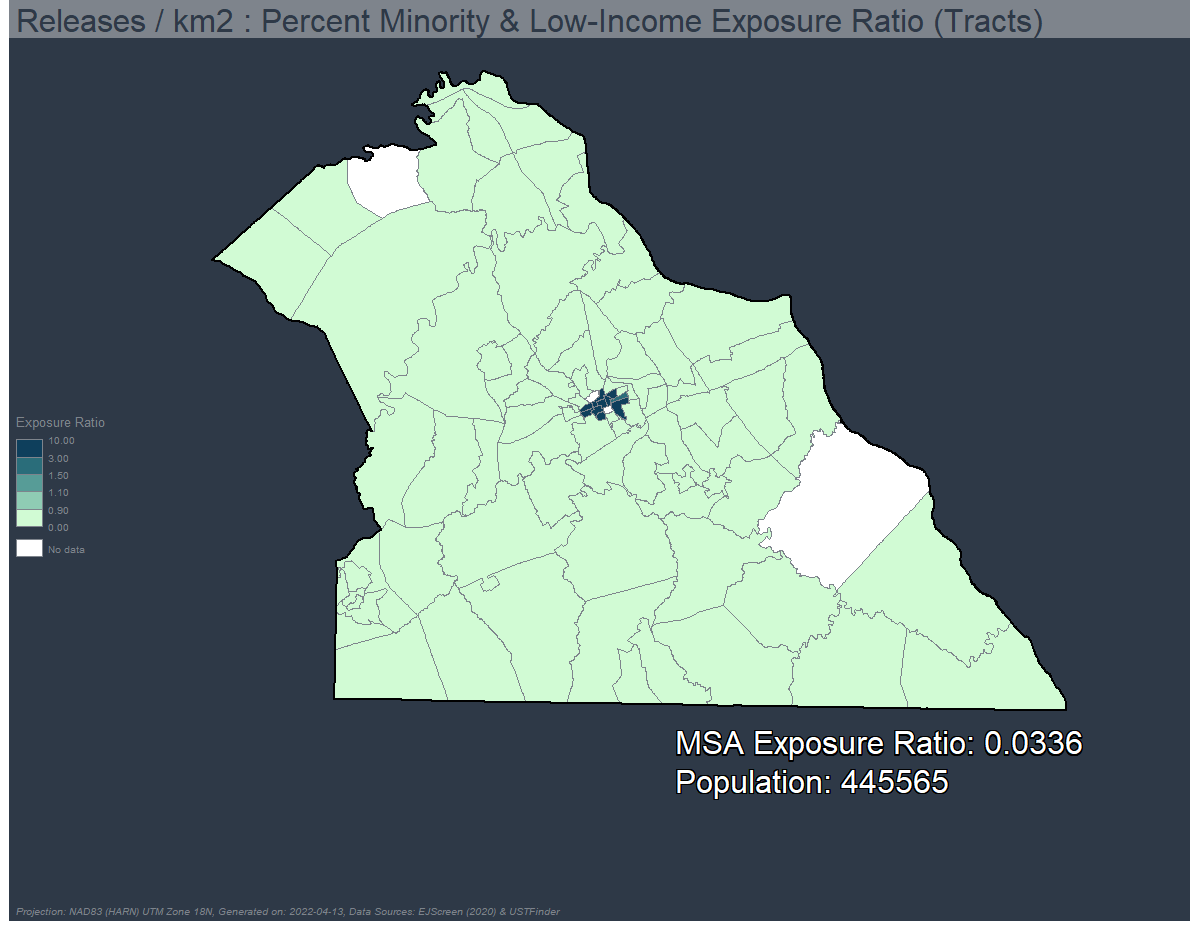 Releases / km2 : Percent Minority & Low-Income Exposure Ratio (Tracts)
Exposure Ratio
10.00
3.00
1.50
1.10
0.90
0.00
No data
MSA Exposure Ratio: 0.0336
Population: 445565
Projection: NAD83 (HARN) UTM Zone 18N, Generated on: 2022-04-13, Data Sources: EJScreen (2020) & USTFinder